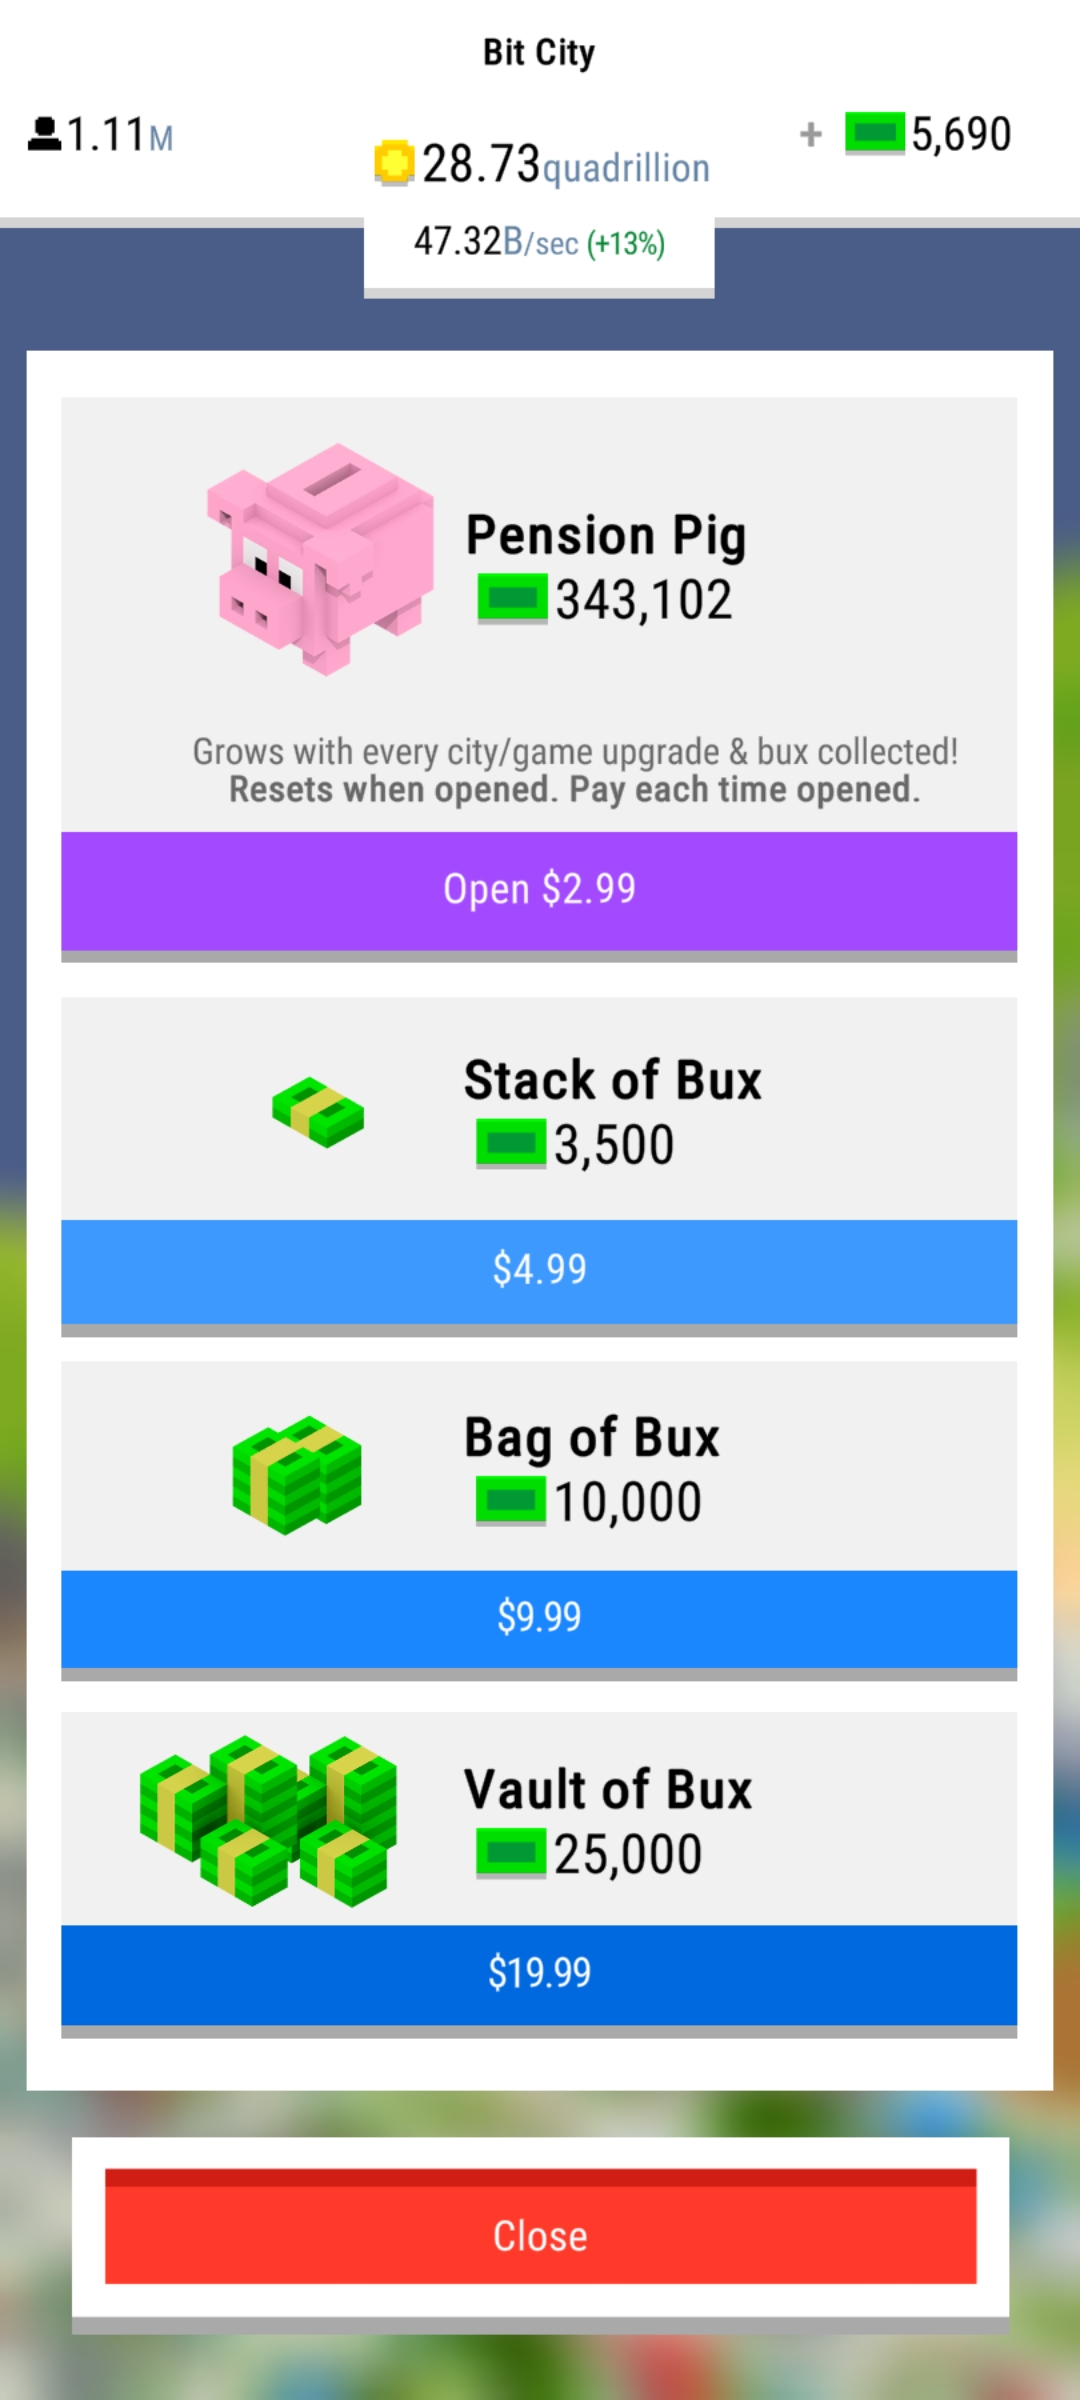 Bit City
1.11M
28.73quadrillion
+ 5,690
47.32B/sec (+13%)
Pension Pig
343,102
Grows with every city/game upgrade & bux collected!
Resets when opened. Pay each time opened.
Open $2.99
Stack of Bux
3,500
$4.99
Bag of Bux
10,000
$9.99
Vault of Bux
25,000
$19.99
Close